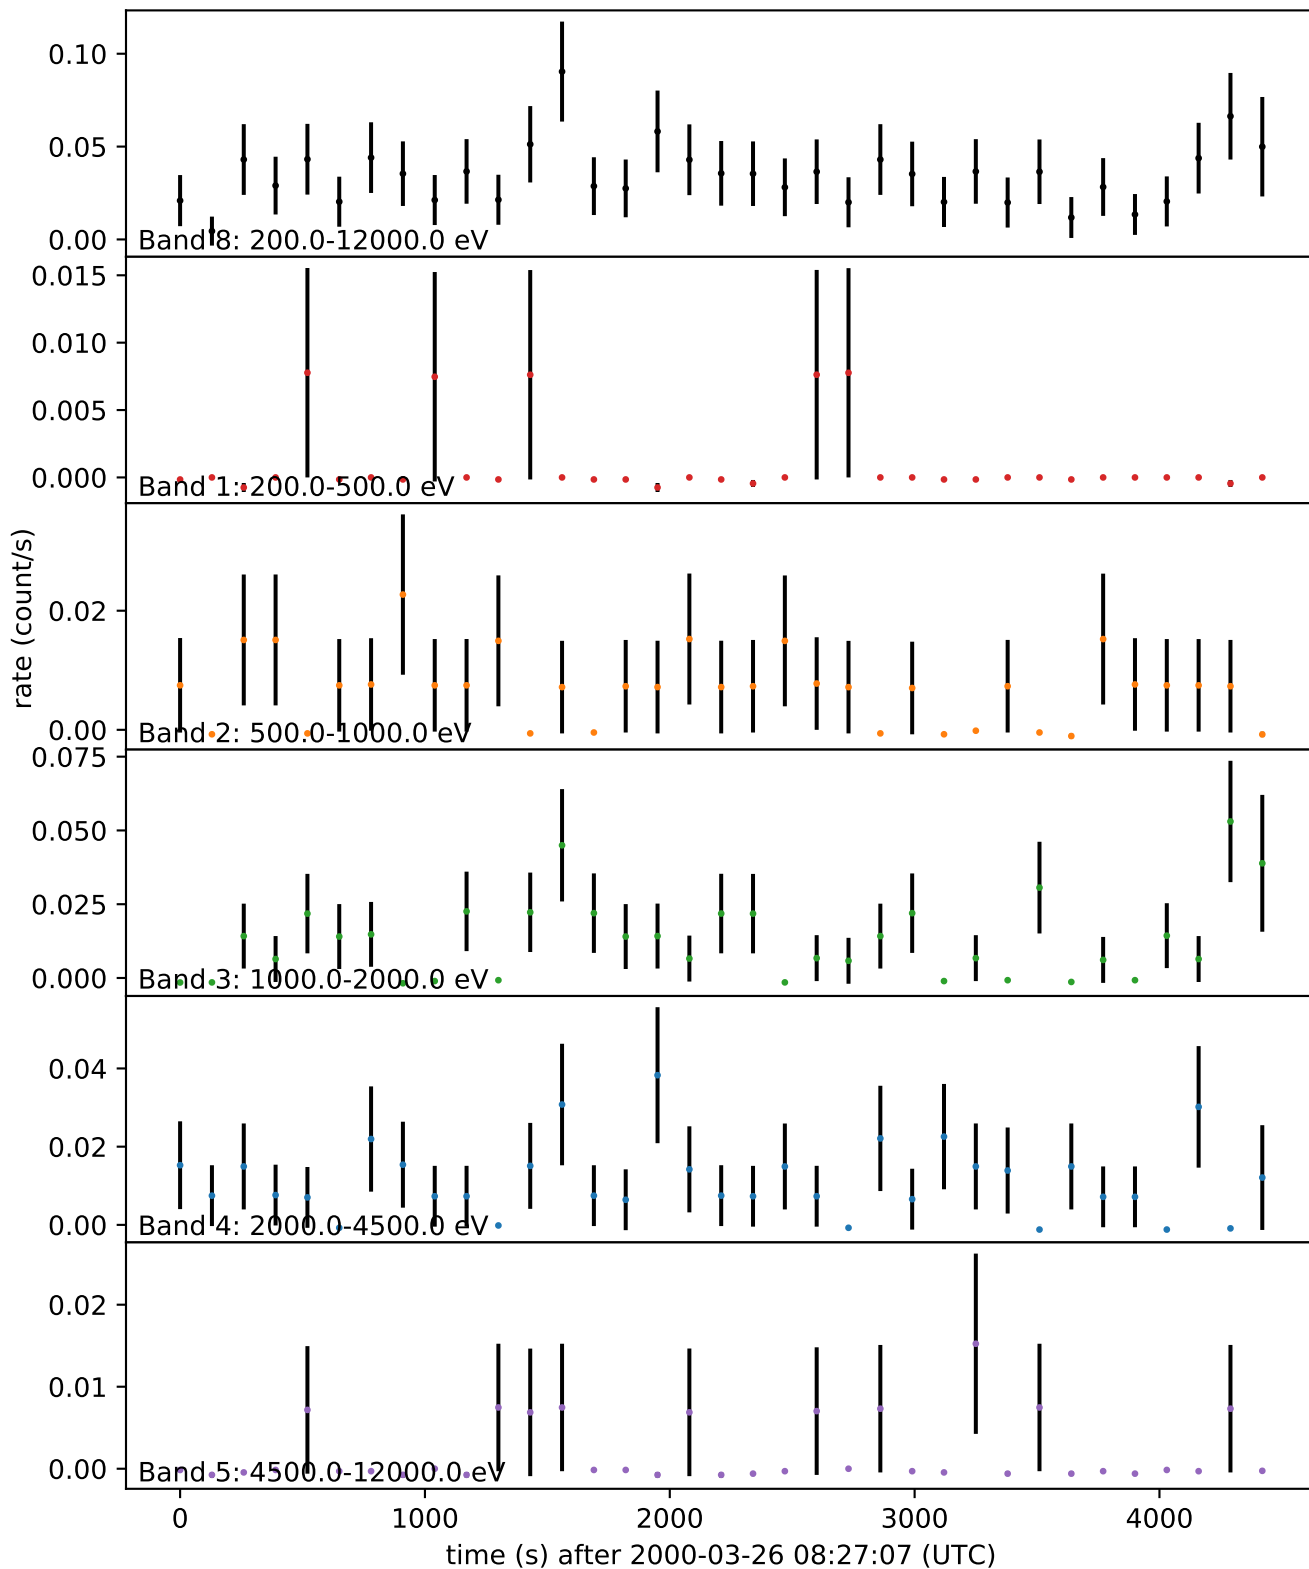 0.10
0.05
0.00
Band 8: 200.0-12000.0 eV
0.015
0.010
0.005
0.000
Band 1: 200.0-500.0 eV
rate (count/s)
0.02
0.00
Band 2: 500.0-1000.0 eV
0.075
0.050
0.025
0.000
Band 3: 1000.0-2000.0 eV
0.04
0.02
0.00
Band 4: 2000.0-4500.0 eV
0.02
0.01
0.00
Band 5: 4500.0-12000.0 eV
0 1000 2000 3000 4000
time (s) after 2000-03-26 08:27:07 (UTC)